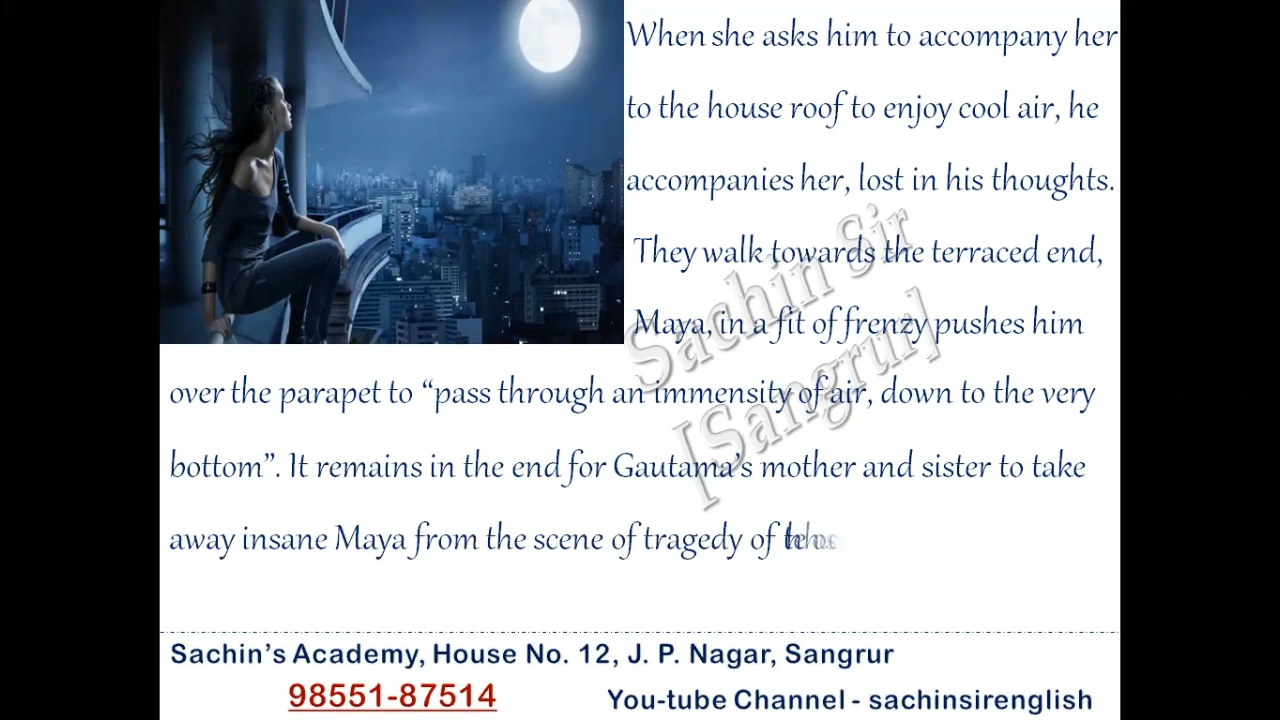 When she asks him to accompany her
to the house roof to enjoy cool air, he
accompanies her, lost in his thoughts.
They walk towards the terraced end,
Maya, in a fit of frenzy pushes him
over the parapet to “pass through an immensity of air, down to the very
bottom”. It remains in the end for Gautama’s mother and sister to take
away insane Maya from the scene of tragedy of
Sachin Sir
[Sangrur]
Sachin’s Academy, House No. 12, J. P. Nagar, Sangrur
98551-87514 You-tube Channel - sachinsirenglish